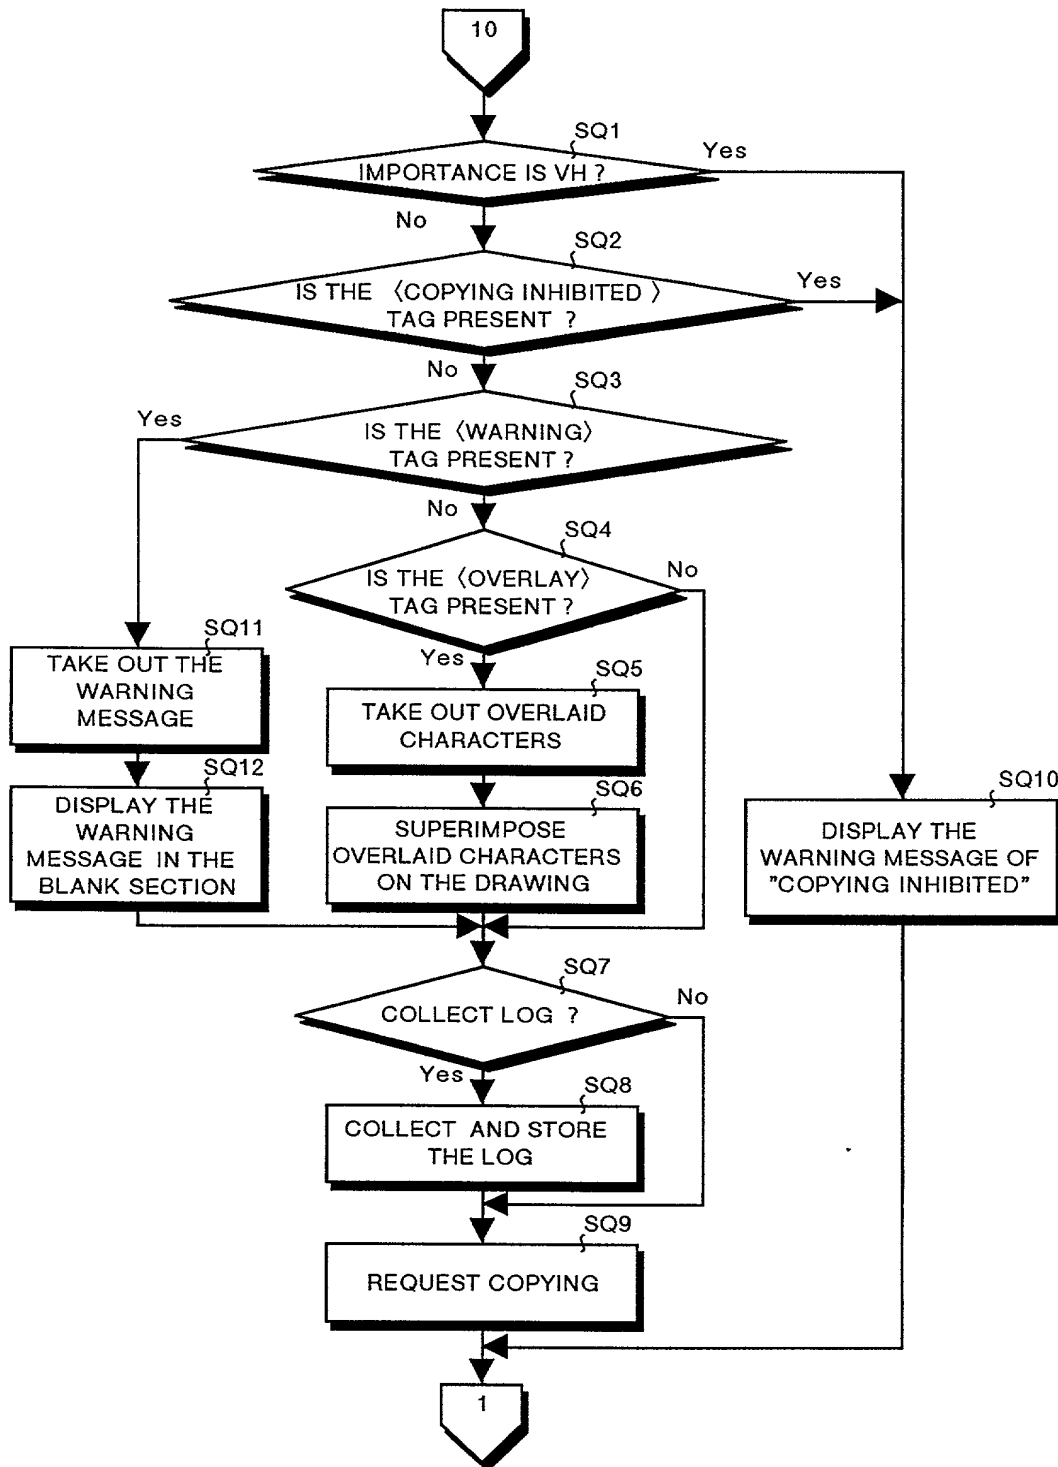 10
SQ1
IMPORTANCE IS VH ?
Yes
No
SQ2
IS THE 〈COPYING INHIBITED 〉
TAG PRESENT ?
Yes
No
SQ3
Yes
IS THE 〈WARNING〉
TAG PRESENT ?
No
SQ4
IS THE 〈OVERLAY〉
TAG PRESENT ?
No
Yes
SQ11
TAKE OUT THE
WARNING
MESSAGE
SQ5
TAKE OUT OVERLAID
CHARACTERS
SQ12
DISPLAY THE
WARNING
MESSAGE IN THE
BLANK SECTION
SQ6
SUPERIMPOSE
OVERLAID CHARACTERS
ON THE DRAWING
SQ10
DISPLAY THE
WARNING MESSAGE OF
"COPYING INHIBITED"
SQ7
COLLECT LOG ?
No
Yes
SQ8
COLLECT AND STORE
THE LOG
SQ9
REQUEST COPYING
1